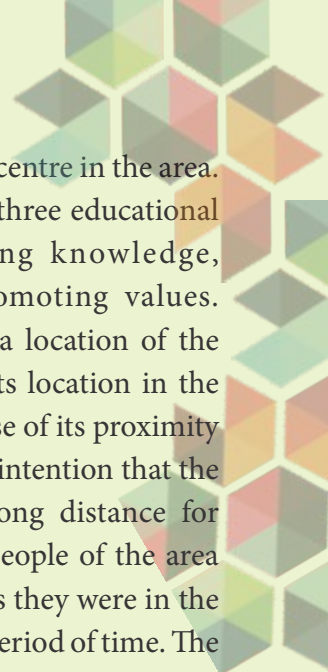 centre in the area.
three educational
ng knowledge,
omoting values.
a location of the
ts location in the
se of its proximity
intention that the
ong distance for
eople of the area
s they were in the
eriod of time. The